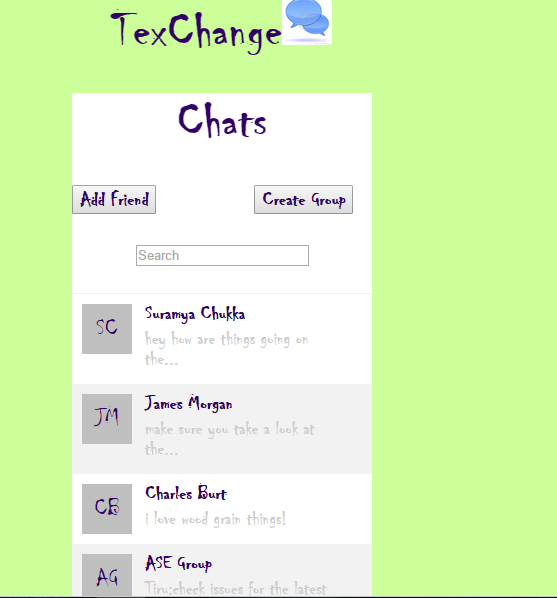 TexChange
Chats
Add Friend
Create Group
Search
SC
Suramya Chukka
hey how are things going on
the...
JM
James Morgan
make sure you take a look at
the...
CB
Charles Burt
i love wood grain things!
AG
ASE Group
Tiru:check issues for the latest